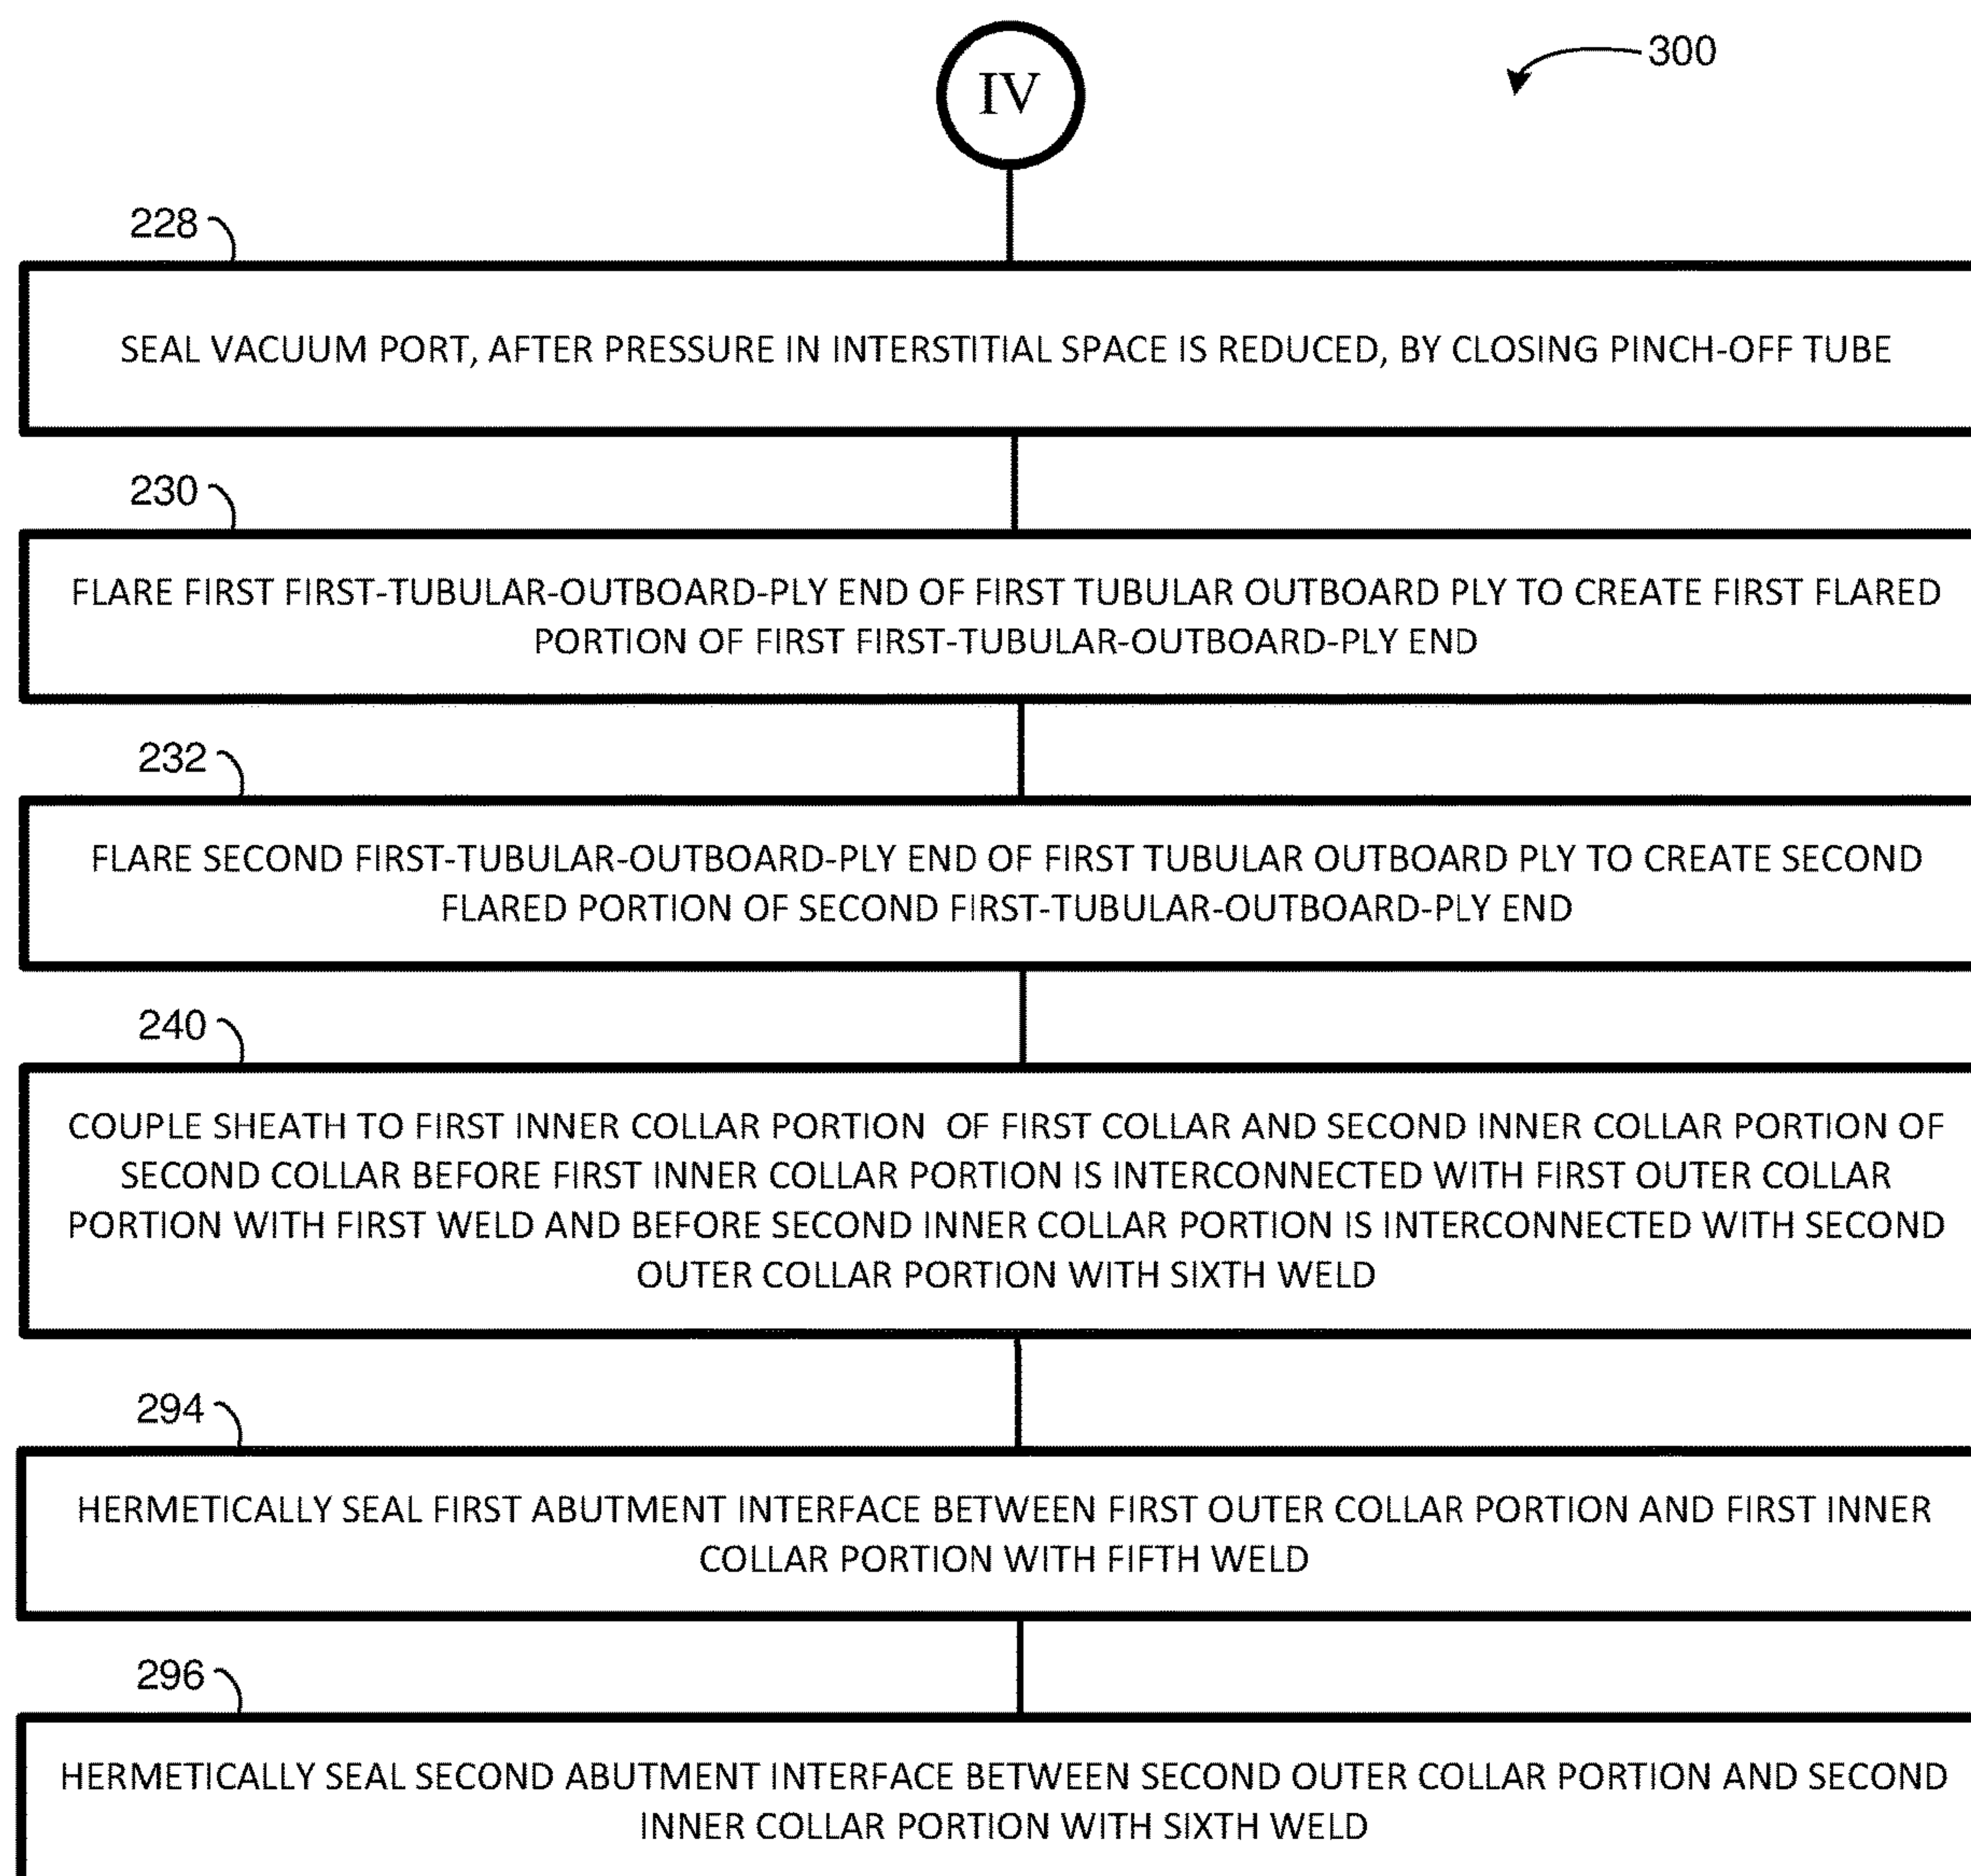 IV
300
228
SEAL VACUUM PORT, AFTER PRESSURE IN INTERSTITIAL SPACE IS REDUCED, BY CLOSING PINCH-OFF TUBE
230
FLARE FIRST FIRST-TUBULAR-OUTBOARD-PLY END OF FIRST TUBULAR OUTBOARD PLY TO CREATE FIRST FLARED
PORTION OF FIRST FIRST-TUBULAR-OUTBOARD-PLY END
232
FLARE SECOND FIRST-TUBULAR-OUTBOARD-PLY END OF FIRST TUBULAR OUTBOARD PLY TO CREATE SECOND
FLARED PORTION OF SECOND FIRST-TUBULAR-OUTBOARD-PLY END
240
COUPLE SHEATH TO FIRST INNER COLLAR PORTION OF FIRST COLLAR AND SECOND INNER COLLAR PORTION OF
SECOND COLLAR BEFORE FIRST INNER COLLAR PORTION IS INTERCONNECTED WITH FIRST OUTER COLLAR
PORTION WITH FIRST WELD AND BEFORE SECOND INNER COLLAR PORTION IS INTERCONNECTED WITH SECOND
OUTER COLLAR PORTION WITH SIXTH WELD
294
HERMETICALLY SEAL FIRST ABUTMENT INTERFACE BETWEEN FIRST OUTER COLLAR PORTION AND FIRST INNER
COLLAR PORTION WITH FIFTH WELD
296
HERMETICALLY SEAL SECOND ABUTMENT INTERFACE BETWEEN SECOND OUTER COLLAR PORTION AND SECOND
INNER COLLAR PORTION WITH SIXTH WELD